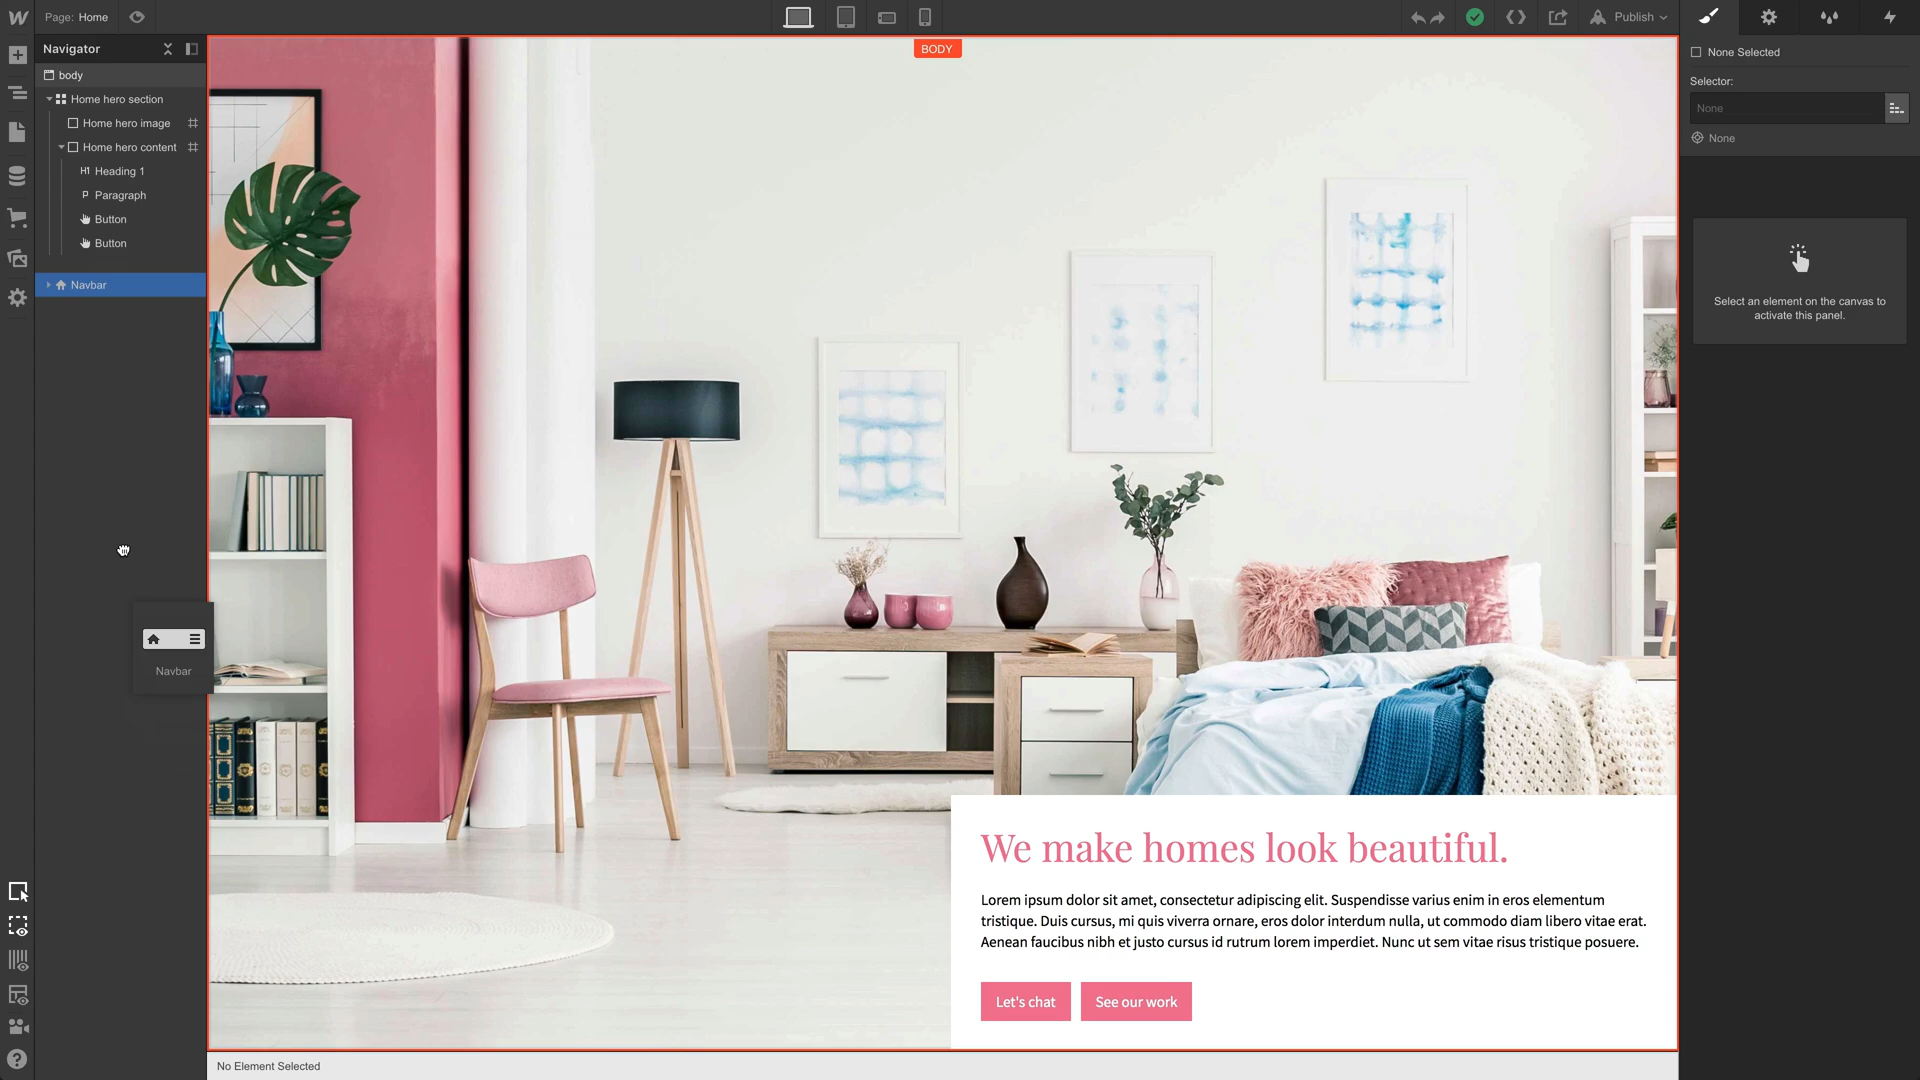 Page: Home
Publish
Navigator
body
Home hero section
Home hero image
Home hero content
H1 Heading 1
P Paragraph
Button
Button
Navbar
Navbar
BODY
We make homes look beautiful.
Lorem ipsum dolor sit amet, consectetur adipiscing elit. Suspendisse varius enim in eros elementum
tristique. Duis cursus, mi quis viverra ornare, eros dolor interdum nulla, ut commodo diam libero vitae erat.
Aenean faucibus nibh et justo cursus id rutrum lorem imperdiet. Nunc ut sem vitae risus tristique posuere.
Let's chat
See our work
No Element Selected
None Selected
Selector:
None
None
Select an element on the canvas to
activate this panel.